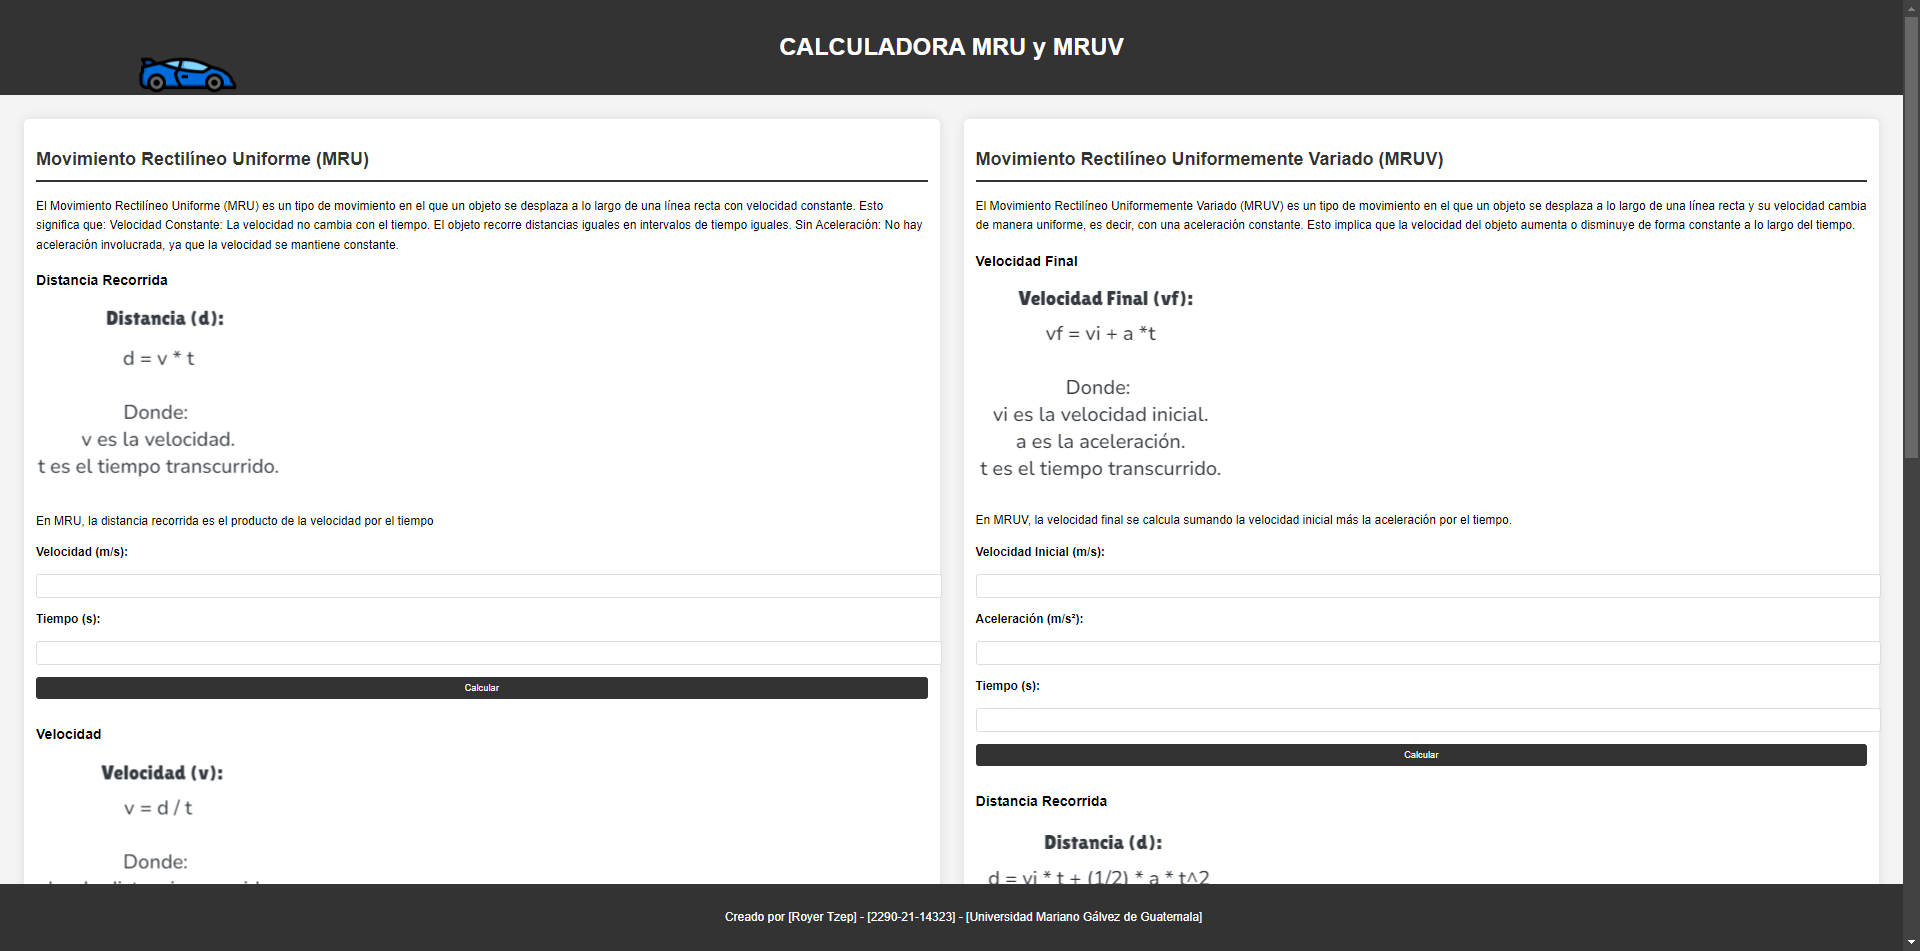 CALCULADORA MRU y MRUV
Movimiento Rectilíneo Uniforme (MRU)
El Movimiento Rectilíneo Uniforme (MRU) es un tipo de movimiento en el que un objeto se desplaza a lo largo de una línea recta con velocidad constante. Esto
significa que: Velocidad Constante: La velocidad no cambia con el tiempo. El objeto recorre distancias iguales en intervalos de tiempo iguales. Sin Aceleración: No hay
aceleración involucrada, ya que la velocidad se mantiene constante.
Distancia Recorrida
Distancia (d):
d = v * t
Donde:
v es la velocidad.
t es el tiempo transcurrido.
En MRU, la distancia recorrida es el producto de la velocidad por el tiempo
Velocidad (m/s):
Tiempo (s):
Calcular
Velocidad
Velocidad (v):
v = d / t
Donde:
Movimiento Rectilíneo Uniformemente Variado (MRUV)
El Movimiento Rectilíneo Uniformemente Variado (MRUV) es un tipo de movimiento en el que un objeto se desplaza a lo largo de una línea recta y su velocidad cambia
de manera uniforme, es decir, con una aceleración constante. Esto implica que la velocidad del objeto aumenta o disminuye de forma constante a lo largo del tiempo.
Velocidad Final
Velocidad Final (vf):
vf = vi + a *t
Donde:
vi es la velocidad inicial.
a es la aceleración.
t es el tiempo transcurrido.
En MRUV, la velocidad final se calcula sumando la velocidad inicial más la aceleración por el tiempo.
Velocidad Inicial (m/s):
Aceleración (m/s²):
Tiempo (s):
Calcular
Distancia Recorrida
Distancia (d):
d = vi * t + (1/2) * a * t^2
Creado por [Royer Tzep] - [2290-21-14323] - [Universidad Mariano Gálvez de Guatemala]